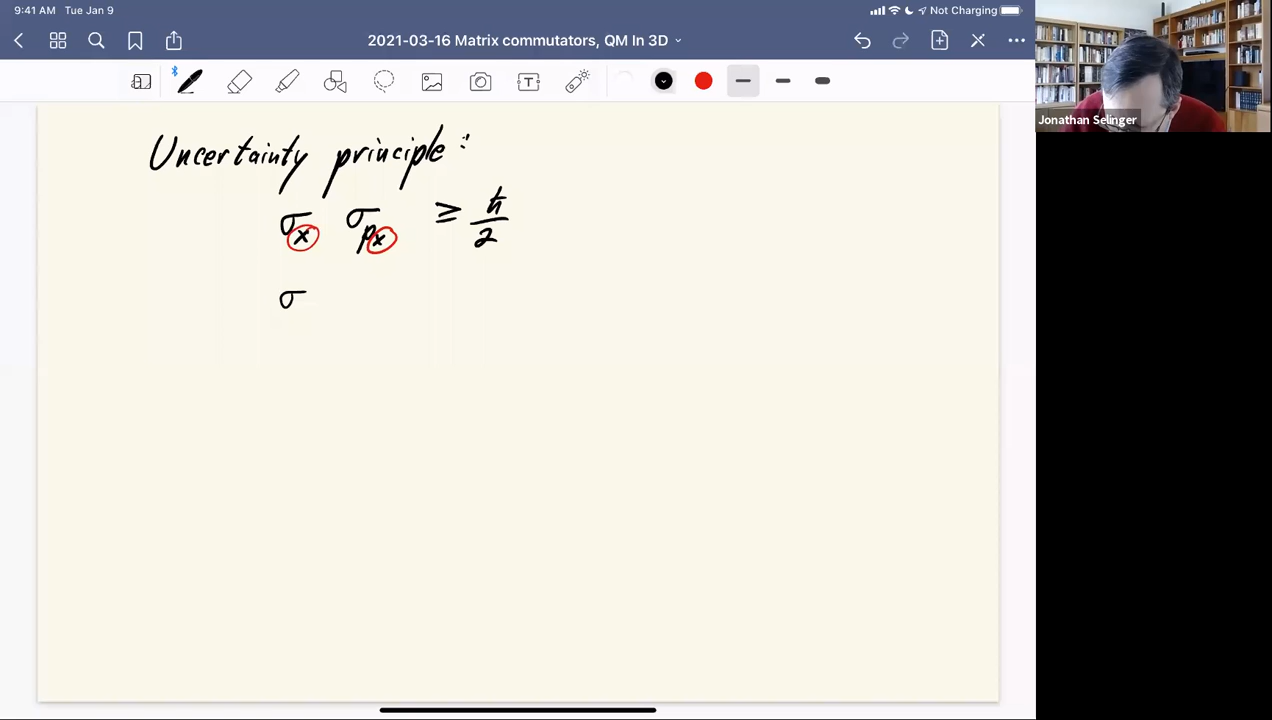 9:41 AM Tue Jan 9
Not Charging
2021-03-16 Matrix commutators, QM In 3D
T
Jonathan Selinger
Uncertainty principle:
σₓ σ_pₓ ≥ ℏ/2
σ